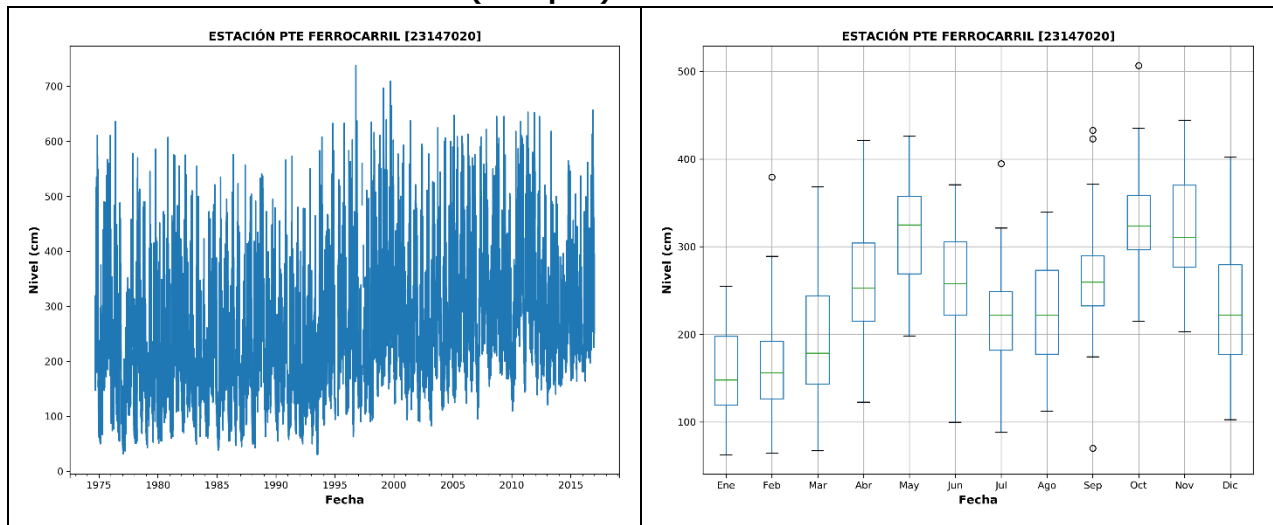 ESTACIÓN PTE FERROCARRIL [23147020]
700
600
500
400
300
200
100
0
Nivel (cm)
1975 1980 1985 1990 1995 2000 2005 2010 2015
Fecha
ESTACIÓN PTE FERROCARRIL [23147020]
500
400
300
200
100
Nivel (cm)
Ene Feb Mar Abr May Jun Jul Ago Sep Oct Nov Dic
Fecha